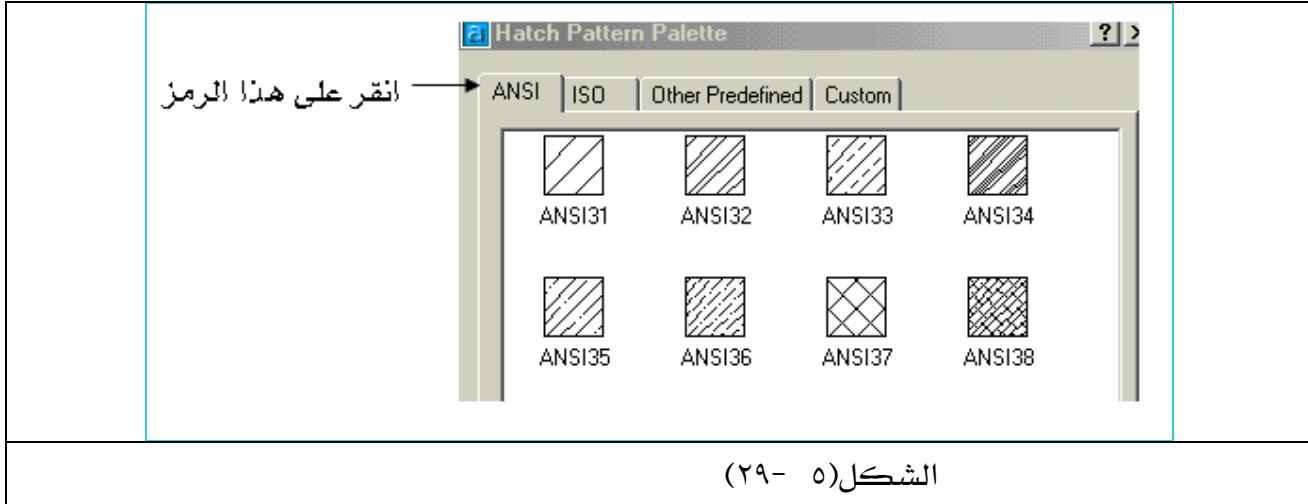 Hatch Pattern Palette
انقر على هذا الرمز
ANSI ISO Other Predefined Custom
ANSI31 ANSI32 ANSI33 ANSI34
ANSI35 ANSI36 ANSI37 ANSI38
الشكل(٥ -٢٩)